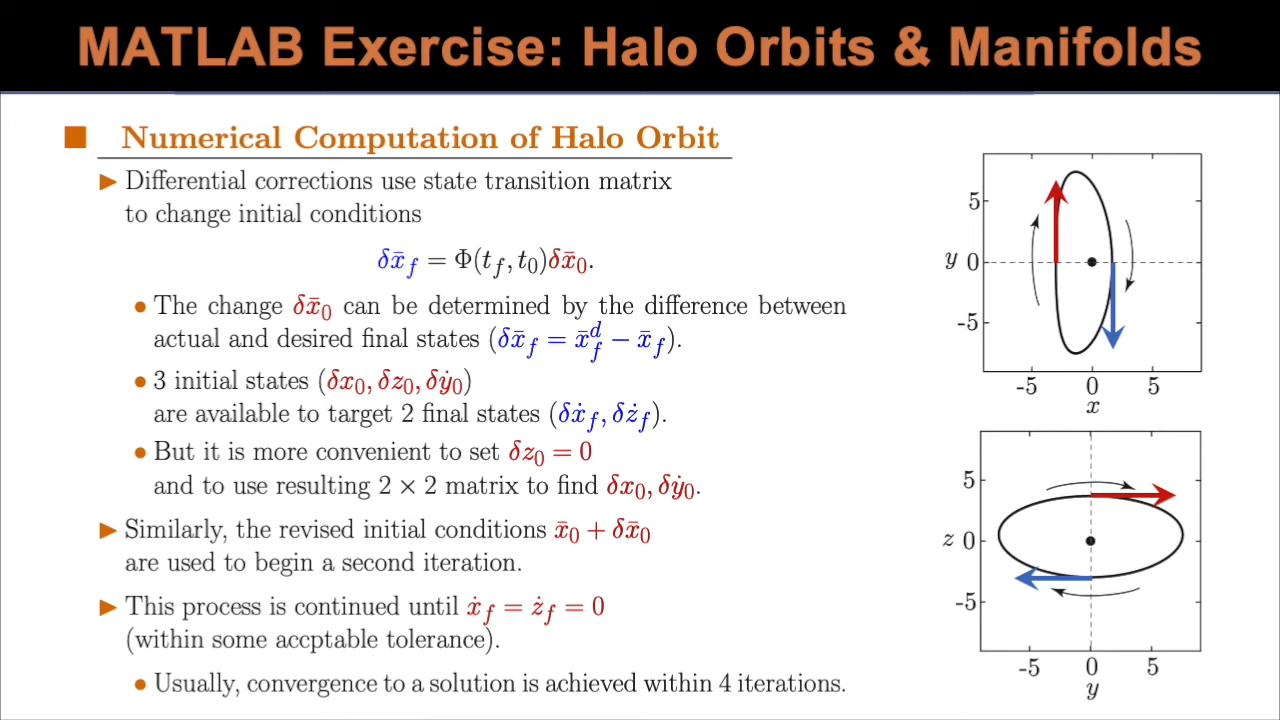 MATLAB Exercise: Halo Orbits & Manifolds
■ Numerical Computation of Halo Orbit
▶ Differential corrections use state transition matrix
to change initial conditions
δx̄_f = Φ(t_f, t_0)δx̄_0.
● The change δx̄_0 can be determined by the difference between
actual and desired final states (δx̄_f = x̄_f^d − x̄_f).
● 3 initial states (δx_0, δz_0, δẏ_0)
are available to target 2 final states (δẋ_f, δż_f).
● But it is more convenient to set δz_0 = 0
and to use resulting 2 × 2 matrix to find δx_0, δẏ_0.
▶ Similarly, the revised initial conditions x̄_0 + δx̄_0
are used to begin a second iteration.
▶ This process is continued until ẋ_f = ż_f = 0
(within some accptable tolerance).
● Usually, convergence to a solution is achieved within 4 iterations.
5
y 0
-5
-5 0 5
x
5
z 0
-5
-5 0 5
y